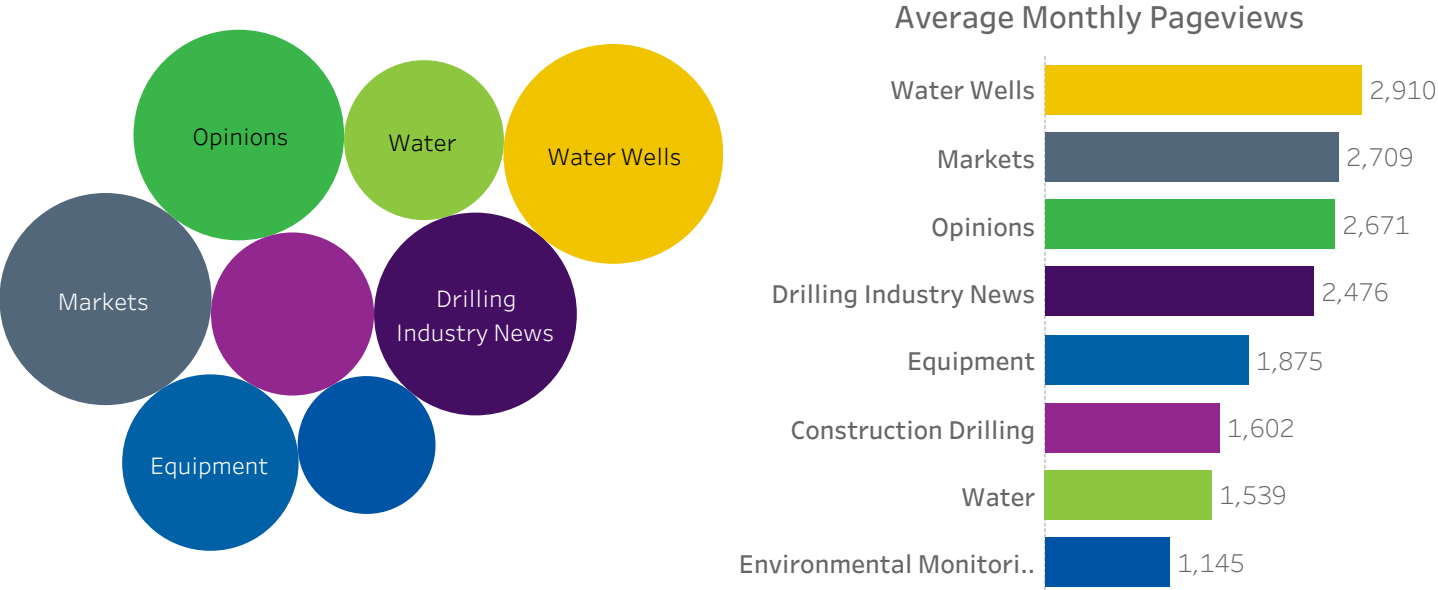 Average Monthly Pageviews
Opinions
Water
Water Wells
Markets
Drilling
Industry News
Equipment
Water Wells 2,910
Markets 2,709
Opinions 2,671
Drilling Industry News 2,476
Equipment 1,875
Construction Drilling 1,602
Water 1,539
Environmental Monitori.. 1,145